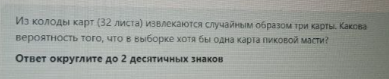 Из колоды карт (32 листа) извлекаются случайным образом три карты. Какова
вероятность того, что в выборке хотя бы одна карта пиковой масти?
Ответ округлите до 2 десятичных знаков